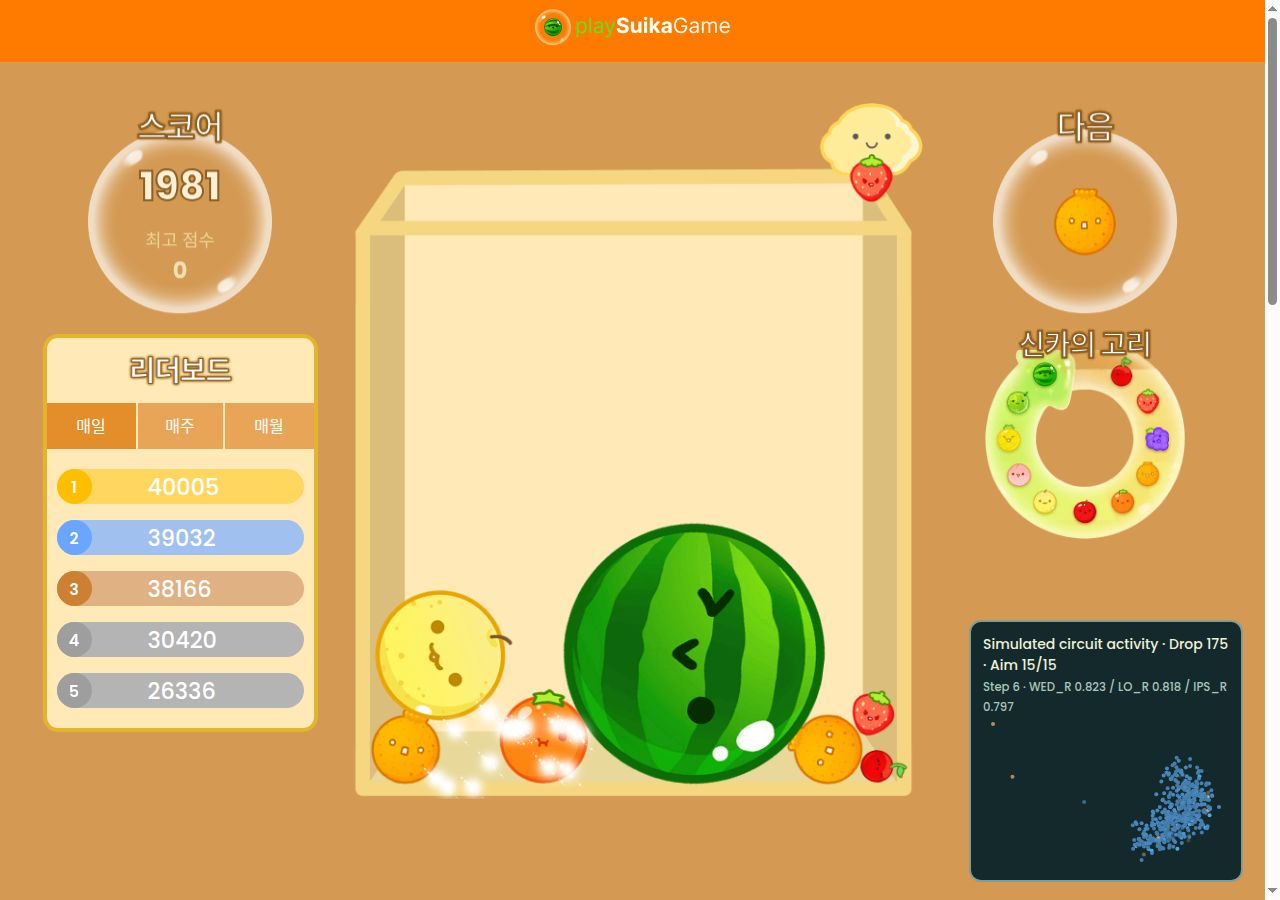 playSuikaGame
스코어
1981
최고 점수
0
다음
신카의 고리
리더보드
매일 매주 매월
1 40005
2 39032
3 38166
4 30420
5 26336
Simulated circuit activity · Drop 175
· Aim 15/15
Step 6 · WED_R 0.823 / LO_R 0.818 / IPS_R
0.797